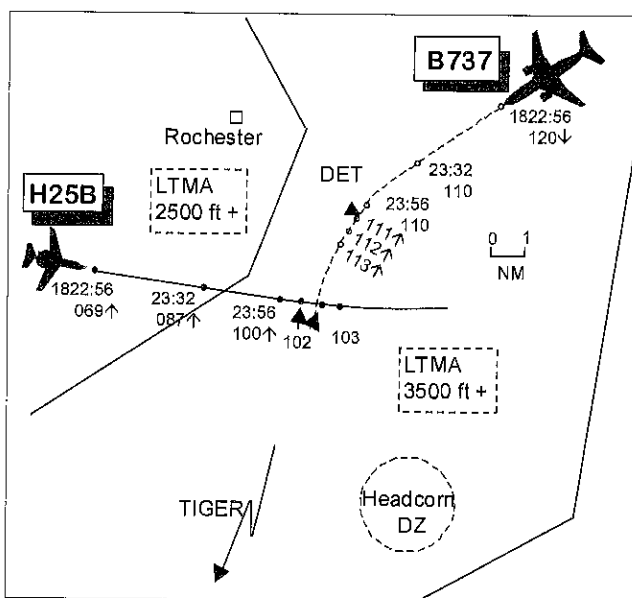 B737
1822:56
120↓
Rochester
H25B
LTMA
2500 ft +
DET
23:32
110
23:56
110
111↑
112↑
113↑
0 1
NM
1822:56
069↑
23:32
087↑
23:56
100↑
102
103
LTMA
3500 ft +
TIGER
Headcorn
DZ